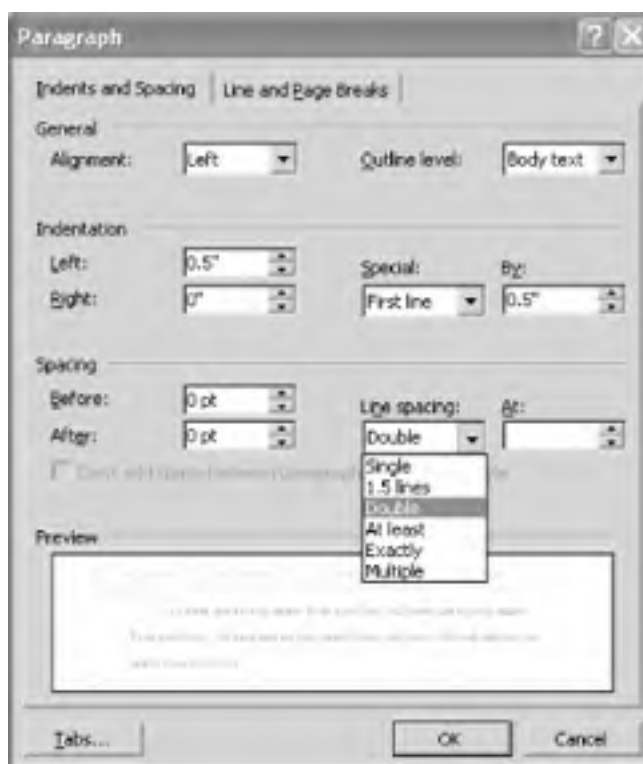 Paragraph
Indents and Spacing Line and Page Breaks
General
Alignment: Left Outline level: Body text
Indentation
Left: 0.5" Special: By:
Right: 0" First line 0.5"
Spacing
Before: 0 pt Line spacing: At:
After: 0 pt Double
Single
1.5 lines
Double
At least
Exactly
Multiple
Preview
Tabs... OK Cancel